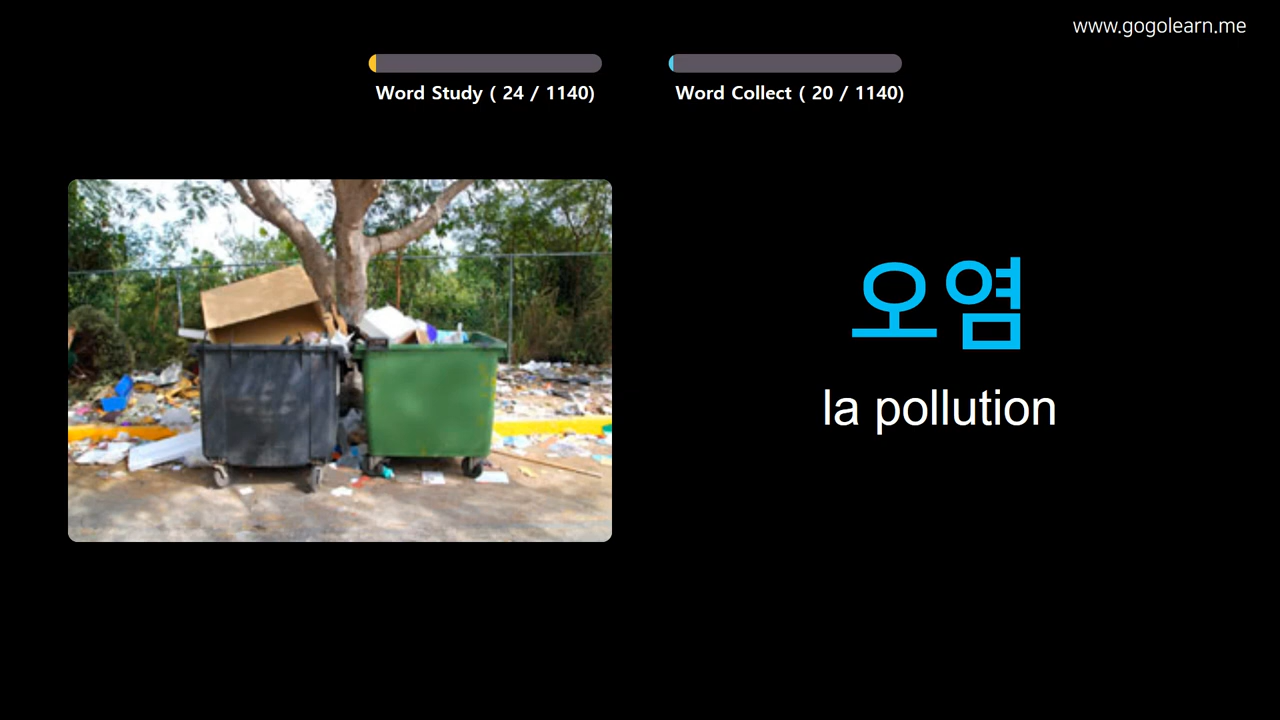 www.gogolearn.me
Word Study ( 24 / 1140)
Word Collect ( 20 / 1140)
오염
la pollution